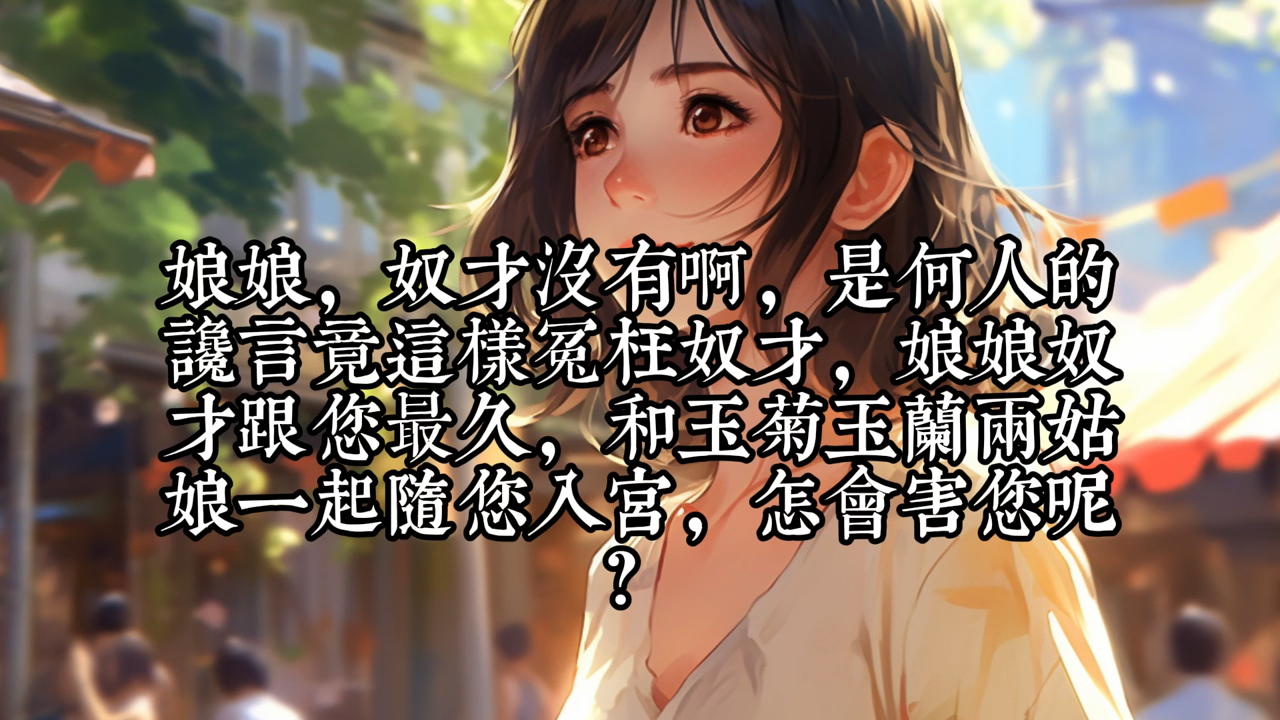 娘娘，奴才沒有啊，是何人的
讒言竟這樣冤枉奴才，娘娘奴
才跟您最久，和玉菊玉蘭兩姑
娘一起隨您入宮，怎會害您呢
？